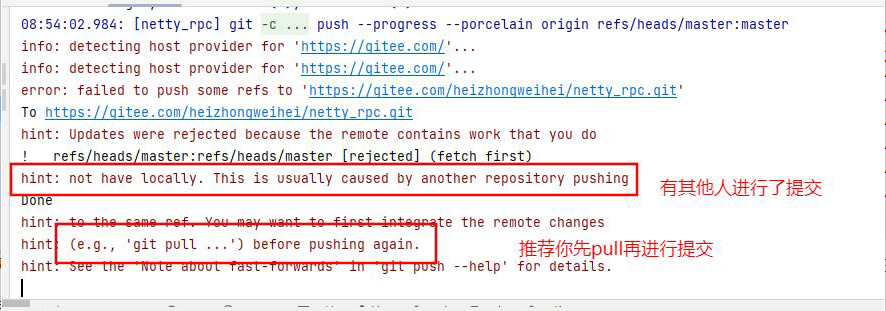 08:54:02.984: [netty_rpc] git -c ... push --progress --porcelain origin refs/heads/master:master
info: detecting host provider for 'https://gitee.com/'...
info: detecting host provider for 'https://gitee.com/'...
error: failed to push some refs to 'https://gitee.com/heizhongweihei/netty_rpc.git'
To https://gitee.com/heizhongweihei/netty_rpc.git
hint: Updates were rejected because the remote contains work that you do
!	refs/heads/master:refs/heads/master [rejected] (fetch first)
hint: not have locally. This is usually caused by another repository pushing
有其他人进行了提交
Done
hint: to the same ref. You may want to first integrate the remote changes
hint: (e.g., 'git pull ...') before pushing again.
推荐你先pull再进行提交
hint: See the 'Note about fast-forwards' in 'git push --help' for details.